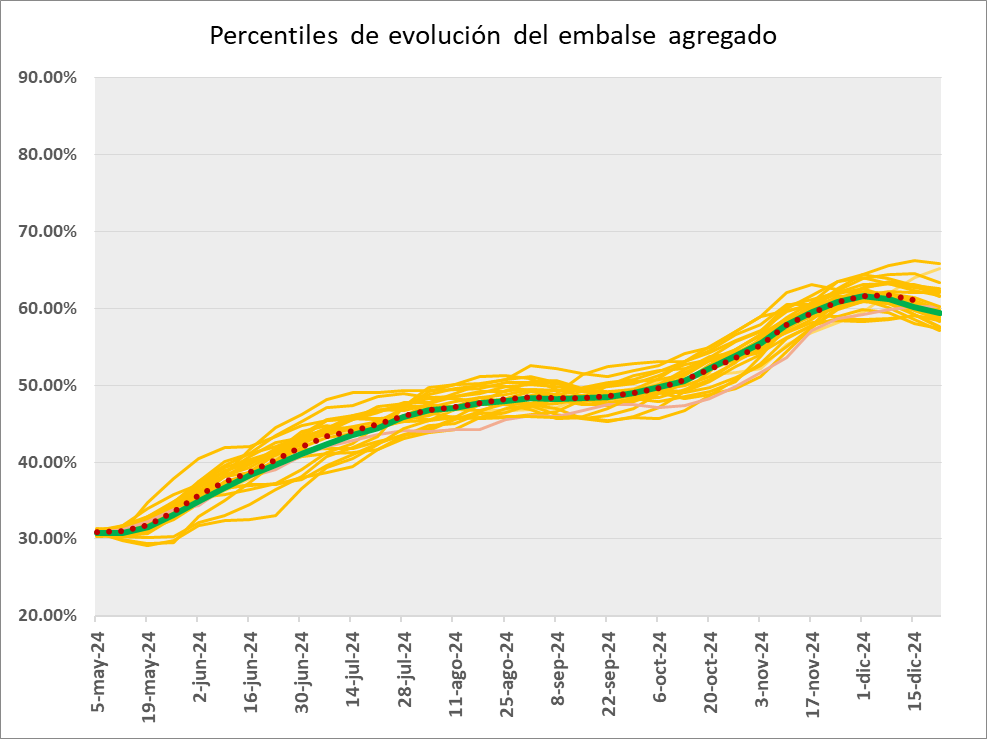 Percentiles de evolución del embalse agregado
90.00%
80.00%
70.00%
60.00%
50.00%
40.00%
30.00%
20.00%
5-may-24
19-may-24
2-jun-24
16-jun-24
30-jun-24
14-jul-24
28-jul-24
11-ago-24
25-ago-24
8-sep-24
22-sep-24
6-oct-24
20-oct-24
3-nov-24
17-nov-24
1-dic-24
15-dic-24